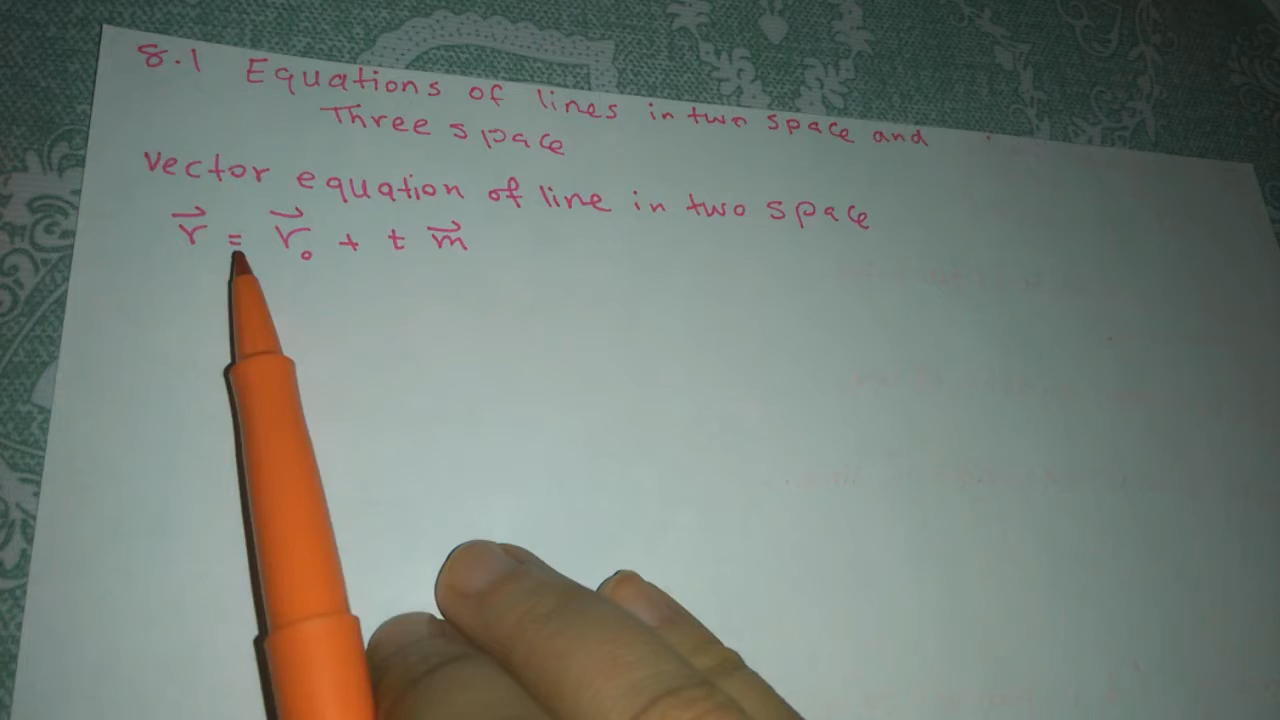 8.1 Equations of lines in two space and
Three space
Vector equation of line in two space
r⃗ = r⃗₀ + t m⃗